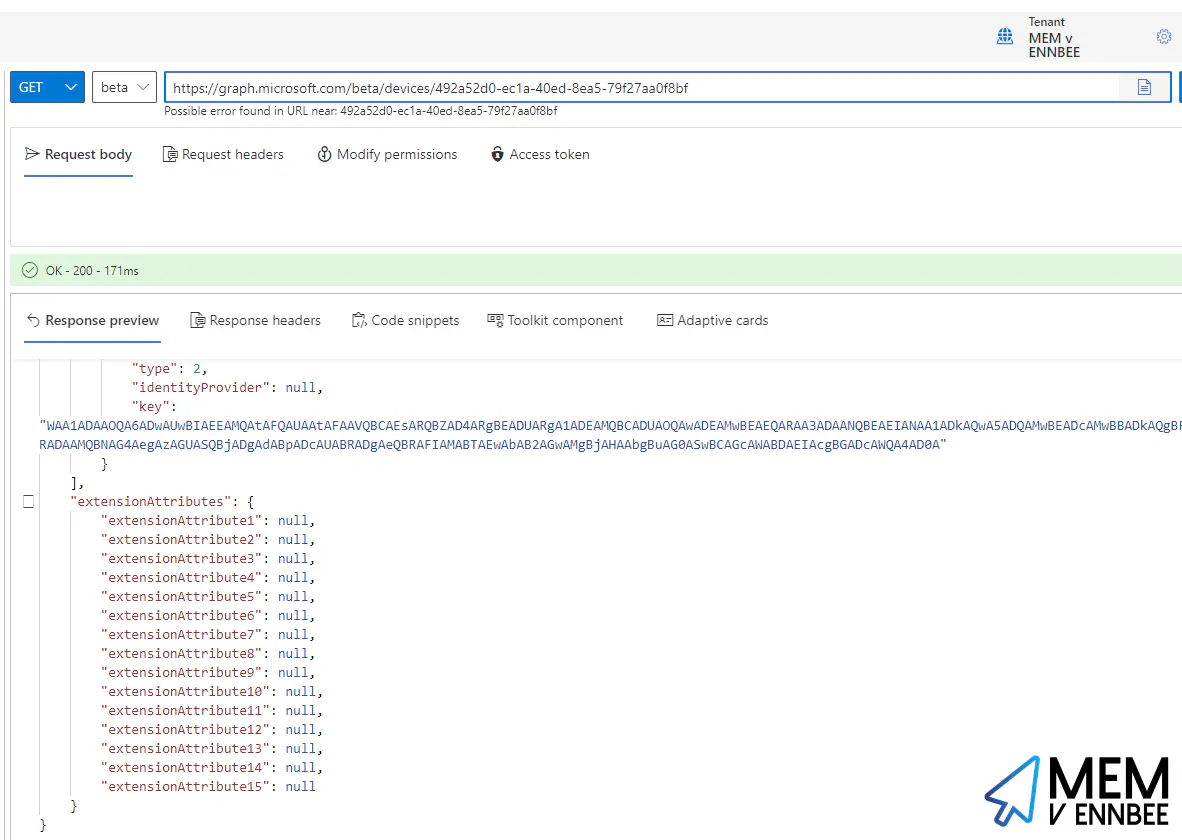 Tenant
MEM v
ENNBEE
GET
beta
https://graph.microsoft.com/beta/devices/492a52d0-ec1a-40ed-8ea5-79f27aa0f8bf
Possible error found in URL near: 492a52d0-ec1a-40ed-8ea5-79f27aa0f8bf
Request body Request headers Modify permissions Access token
OK - 200 - 171ms
Response preview Response headers Code snippets Toolkit component Adaptive cards
"type": 2,
"identityProvider": null,
"key":
"WAA1ADAAOQA6ADwAUwBIAEEAMQAtAFQAUAAtAFAAVQBCAEsARQBZAD4ARgBEADUARgA1ADEAMQBCADUAOQAwADEAMwBEAEQARAA3ADAANQBEAEIANAA1ADkAQwA5ADQAMwBEADcAMwBBADkAQgBF
RADAAMQBNAG4AegAzAGUASQBjADgAdABpADcAUABRADgAeQBRAFIAMABTAEwAbAB2AGwAMgBjAHAAbgBuAG0ASwBCAGcAWABDAEIAcgBGADcAWQA4AD0A"
}
],
"extensionAttributes": {
"extensionAttribute1": null,
"extensionAttribute2": null,
"extensionAttribute3": null,
"extensionAttribute4": null,
"extensionAttribute5": null,
"extensionAttribute6": null,
"extensionAttribute7": null,
"extensionAttribute8": null,
"extensionAttribute9": null,
"extensionAttribute10": null,
"extensionAttribute11": null,
"extensionAttribute12": null,
"extensionAttribute13": null,
"extensionAttribute14": null,
"extensionAttribute15": null
}
}
MEM
V ENNBEE